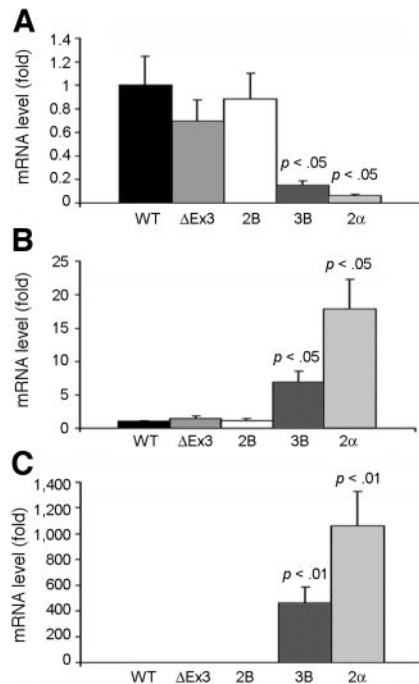 A
mRNA level (fold)
1.4
1.2
1
0.8
0.6
0.4
0.2
0
p < .05
p < .05
WT ΔEx3 2B 3B 2α
B
mRNA level (fold)
25
20
15
10
5
0
p < .05
p < .05
WT ΔEx3 2B 3B 2α
C
mRNA level (fold)
1,400
1,200
1,000
800
600
400
200
0
p < .01
p < .01
WT ΔEx3 2B 3B 2α